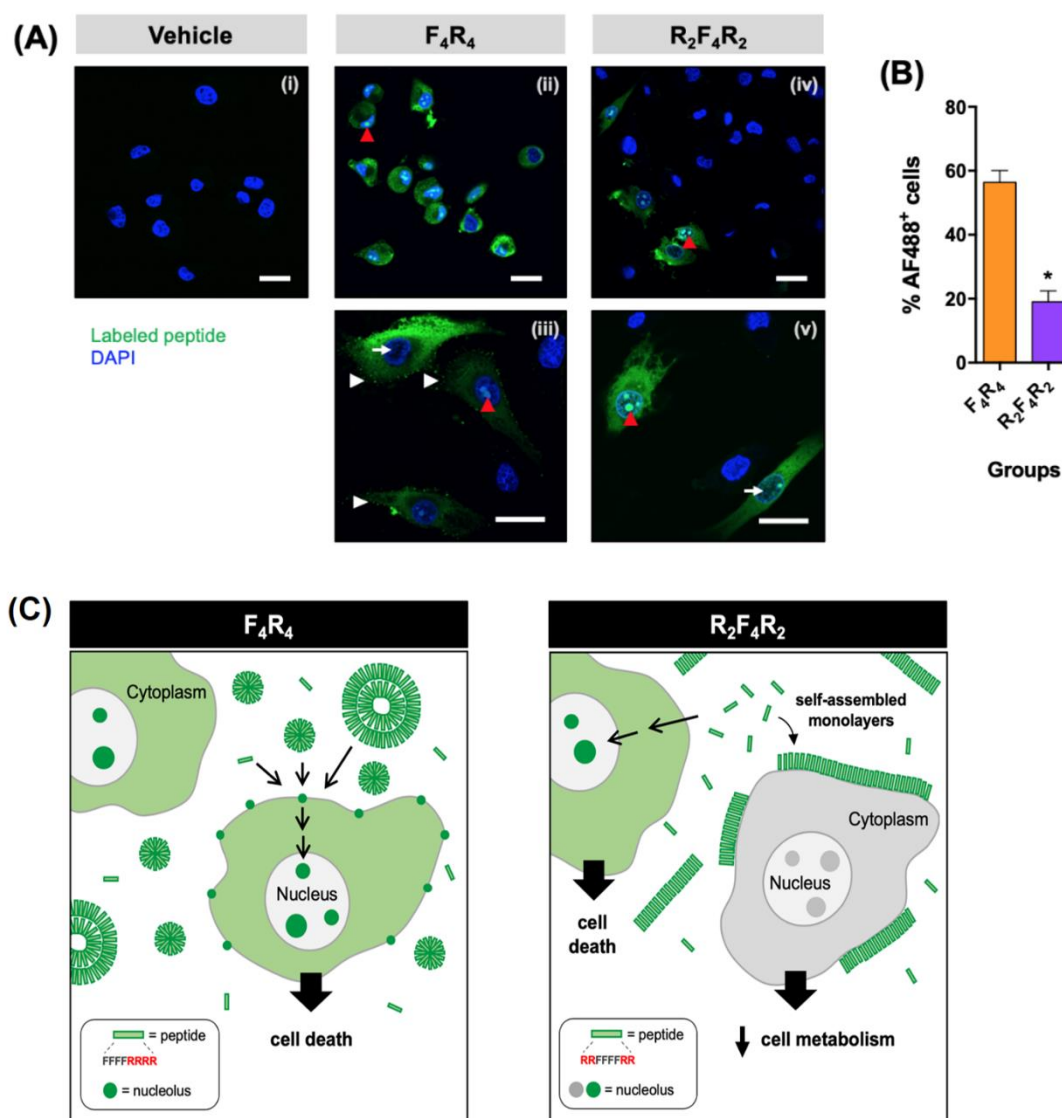 (A)
Vehicle
F₄R₄
R₂F₄R₂
(i)
(ii)
(iv)
Labeled peptide
DAPI
(iii)
(v)
(B)
% AF488⁺ cells
80
60
40
20
0
*
F₄R₄
R₂F₄R₂
Groups
(C)
F₄R₄
Cytoplasm
Nucleus
cell death
= peptide
FFFFRRRR
= nucleolus
R₂F₄R₂
self-assembled
monolayers
Cytoplasm
Nucleus
cell
death
↓ cell metabolism
= peptide
RRFFFFRR
= nucleolus